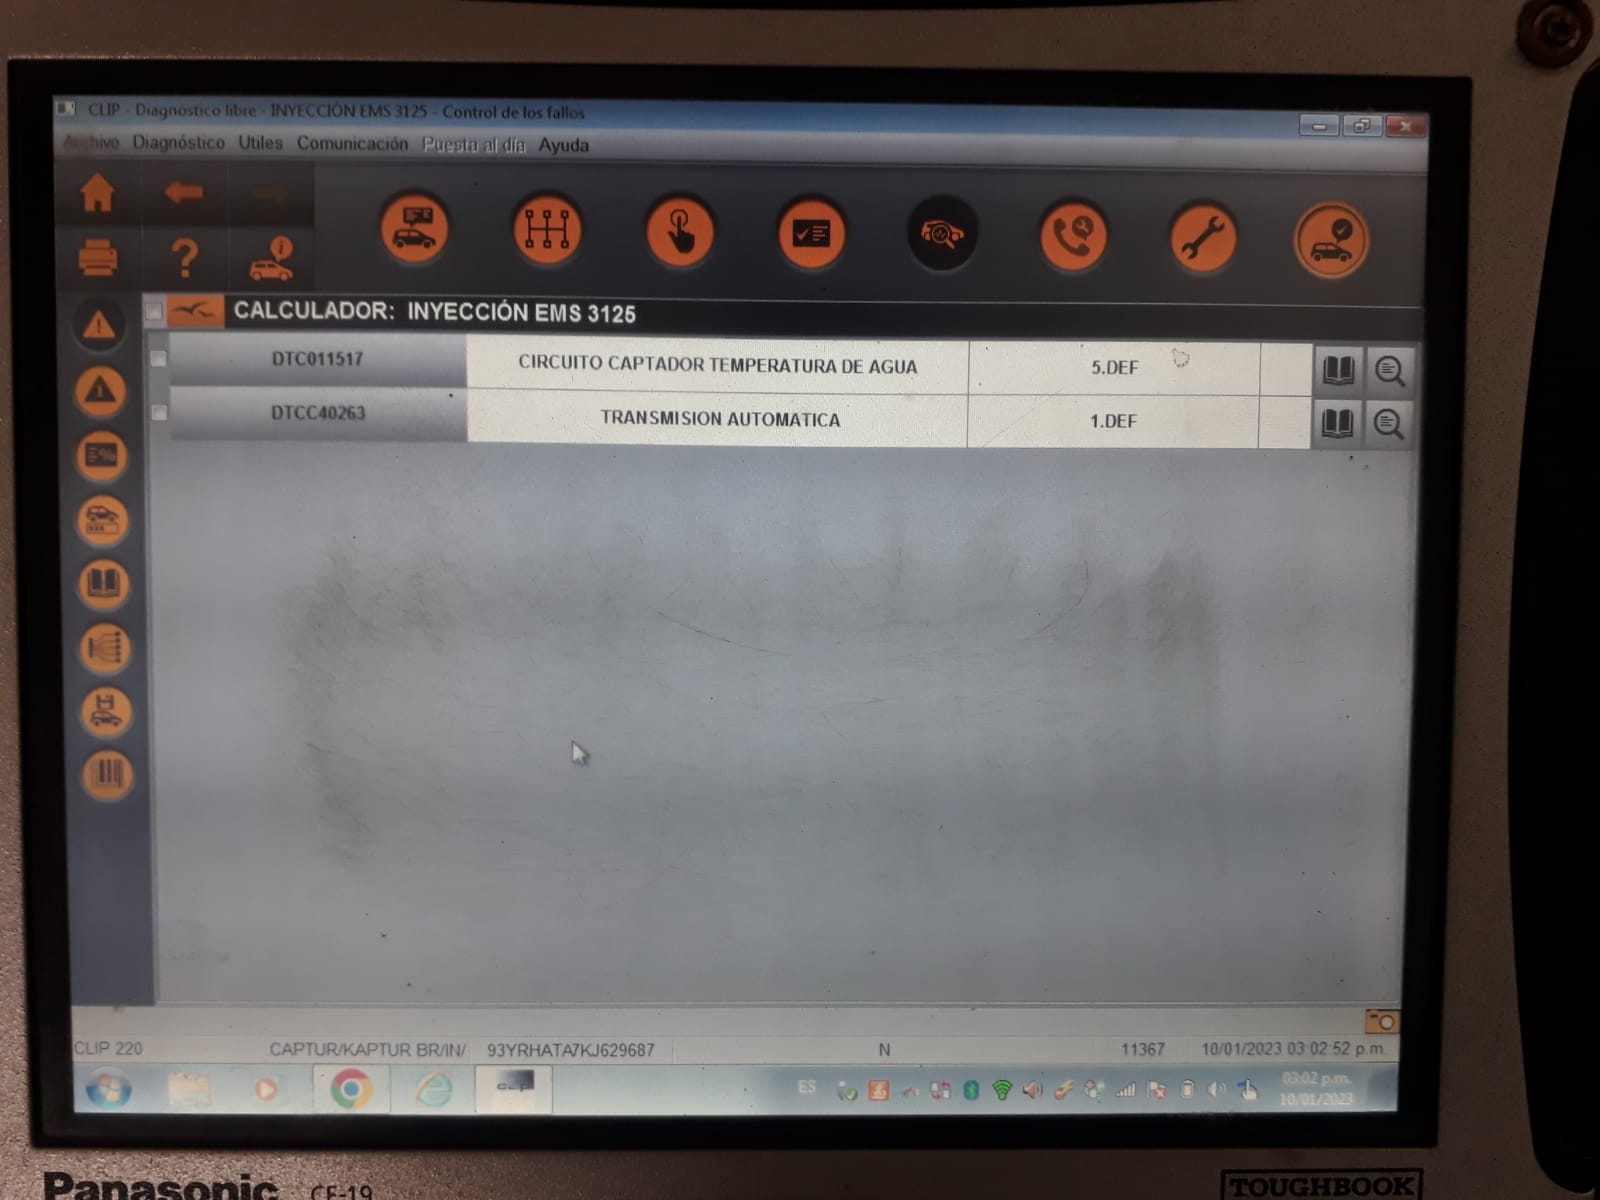 CLIP - Diagnóstico libre - INYECCIÓN EMS 3125 - Control de los fallos
Archivo Diagnóstico Utiles Comunicación Puesta al día Ayuda
CALCULADOR: INYECCIÓN EMS 3125
DTC011517 CIRCUITO CAPTADOR TEMPERATURA DE AGUA 5.DEF
DTCC40263 TRANSMISION AUTOMATICA 1.DEF
CLIP 220 CAPTUR/KAPTUR BR/IN/ 93YRHATA7KJ629687 N 11367 10/01/2023 03:02:52 p.m.
ES 03:02 p.m.
10/01/2023
Panasonic CF-19 TOUGHBOOK